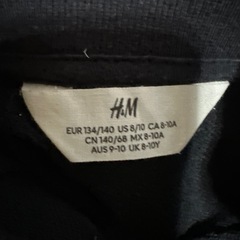 H&M
EUR 134/140 US 8/10 CA 8-10A
CN 140/68 MX 8-10A
AUS 9-10 UK 8-10Y